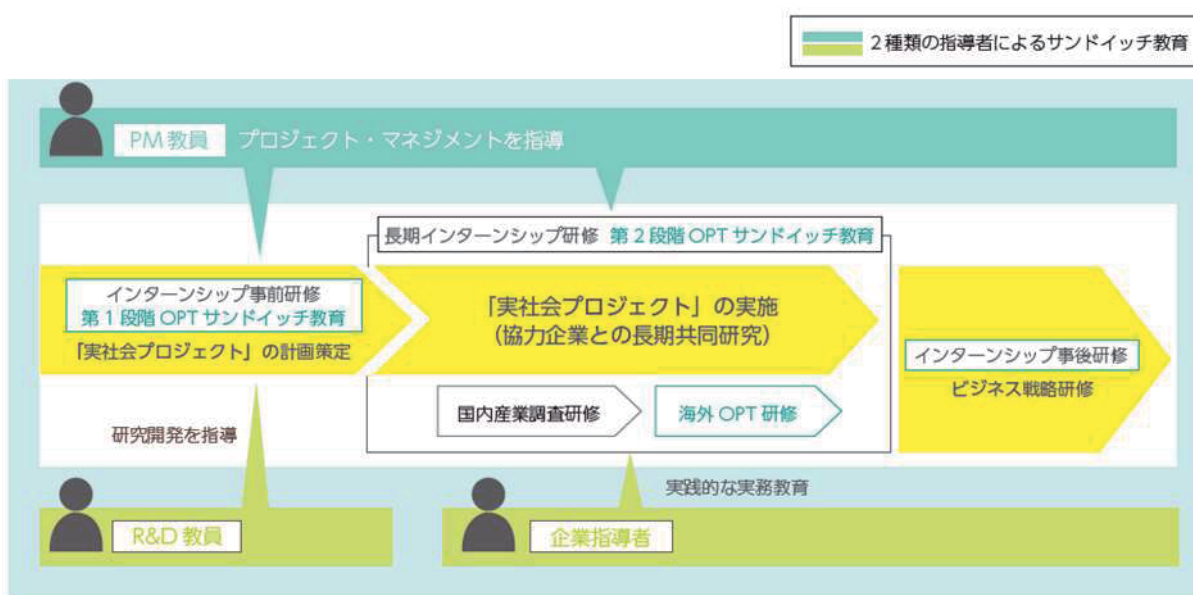 2種類の指導者によるサンドイッチ教育
PM教員 プロジェクト・マネジメントを指導
長期インターンシップ研修 第2段階OPTサンドイッチ教育
インターンシップ事前研修
第1段階OPTサンドイッチ教育
「実社会プロジェクト」の計画策定
「実社会プロジェクト」の実施
(協力企業との長期共同研究)
インターンシップ事後研修
ビジネス戦略研修
国内産業調査研修
海外OPT研修
研究開発を指導
実践的な実務教育
R&D教員
企業指導者